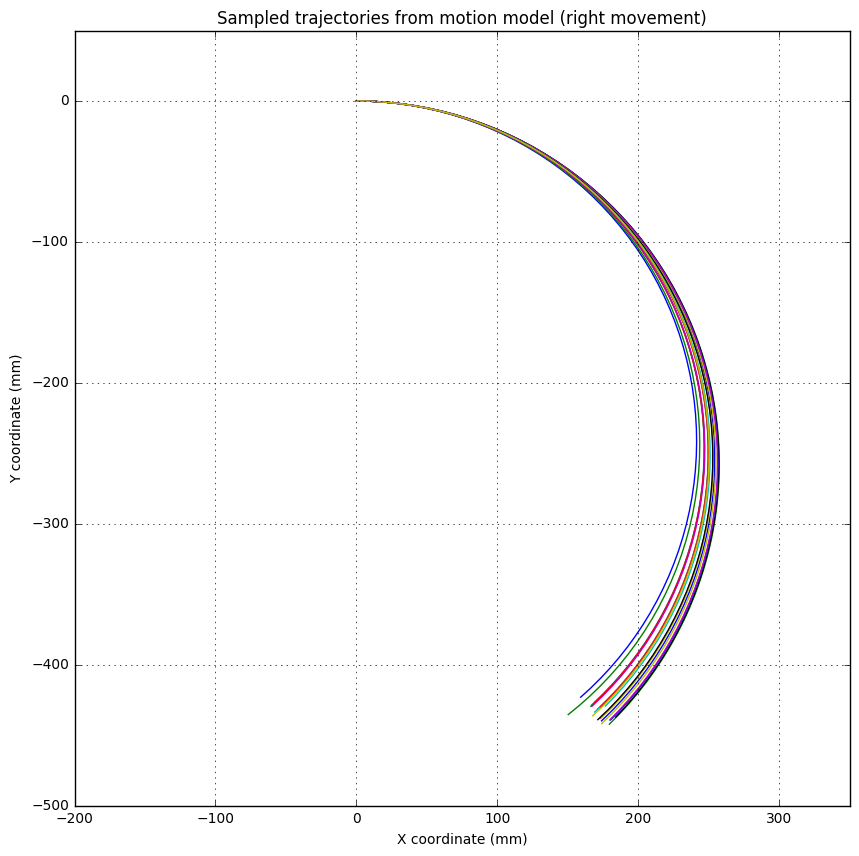 Sampled trajectories from motion model (right movement)
0
−100
−200
−300
−400
−500
Y coordinate (mm)
−200 −100 0 100 200 300
X coordinate (mm)